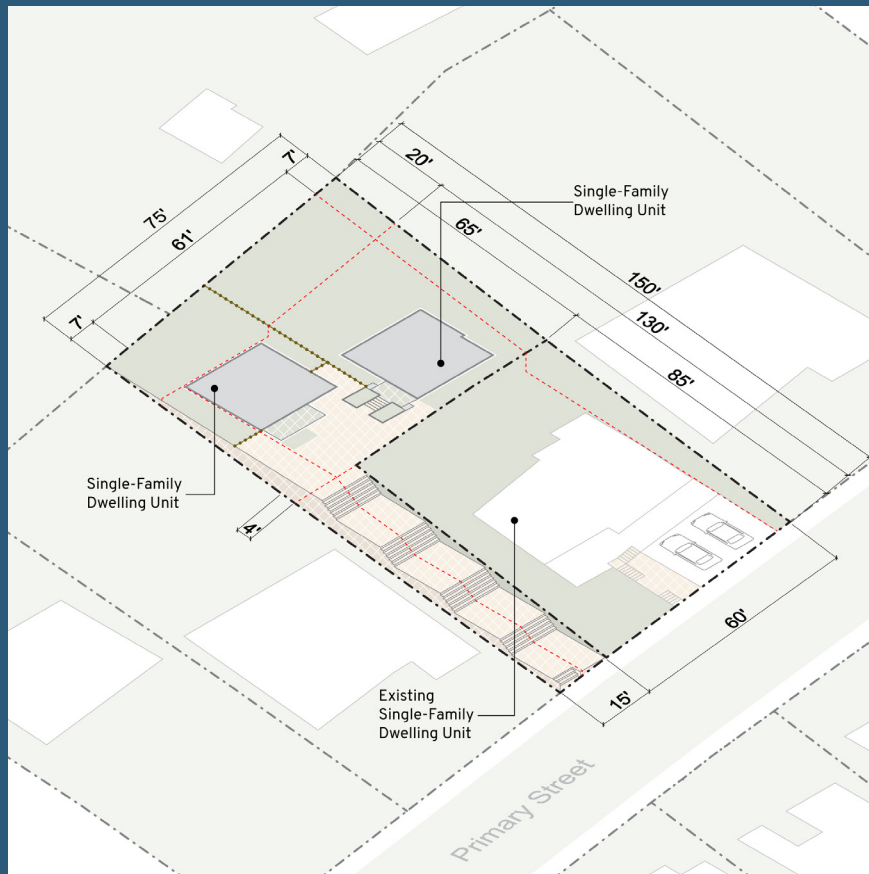 20'
7'
Single-Family
Dwelling Unit
75'
65'
61'
150'
130'
7'
85'
Single-Family
Dwelling Unit
4'
60'
15'
Existing
Single-Family
Dwelling Unit
Primary Street